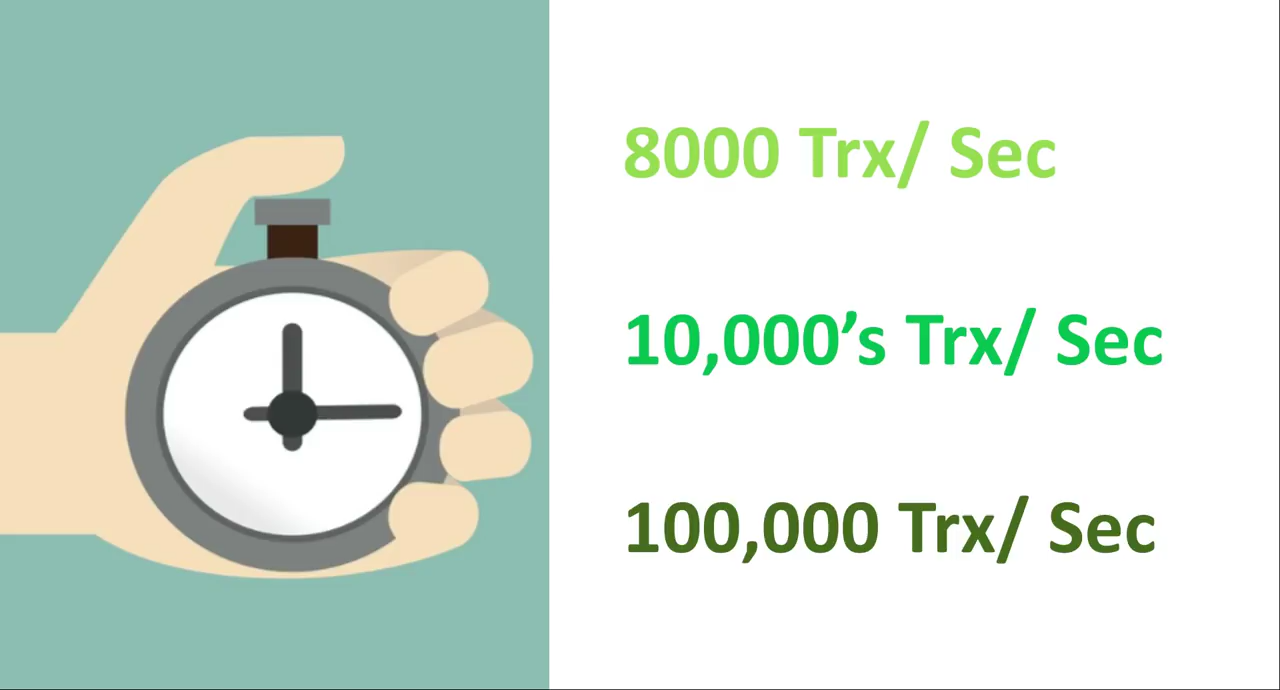 8000 Trx/ Sec
10,000’s Trx/ Sec
100,000 Trx/ Sec